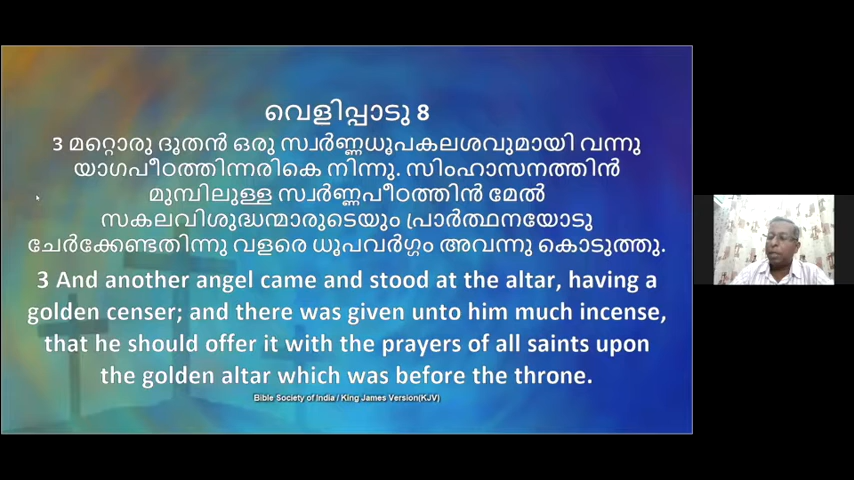 വെളിപ്പാടു 8
3 മറ്റൊരു ദൂതൻ ഒരു സ്വർണ്ണധൂപകലശവുമായി വന്നു
യാഗപീഠത്തിന്നരികെ നിന്നു. സിംഹാസനത്തിൻ
മുമ്പിലുള്ള സ്വർണ്ണപീഠത്തിൻ മേൽ
സകലവിശുദ്ധന്മാരുടെയും പ്രാർത്ഥനയോടു
ചേർക്കേണ്ടതിന്നു വളരെ ധൂപവർഗ്ഗം അവന്നു കൊടുത്തു.
3 And another angel came and stood at the altar, having a
golden censer; and there was given unto him much incense,
that he should offer it with the prayers of all saints upon
the golden altar which was before the throne.
Bible Society of India / King James Version(KJV)